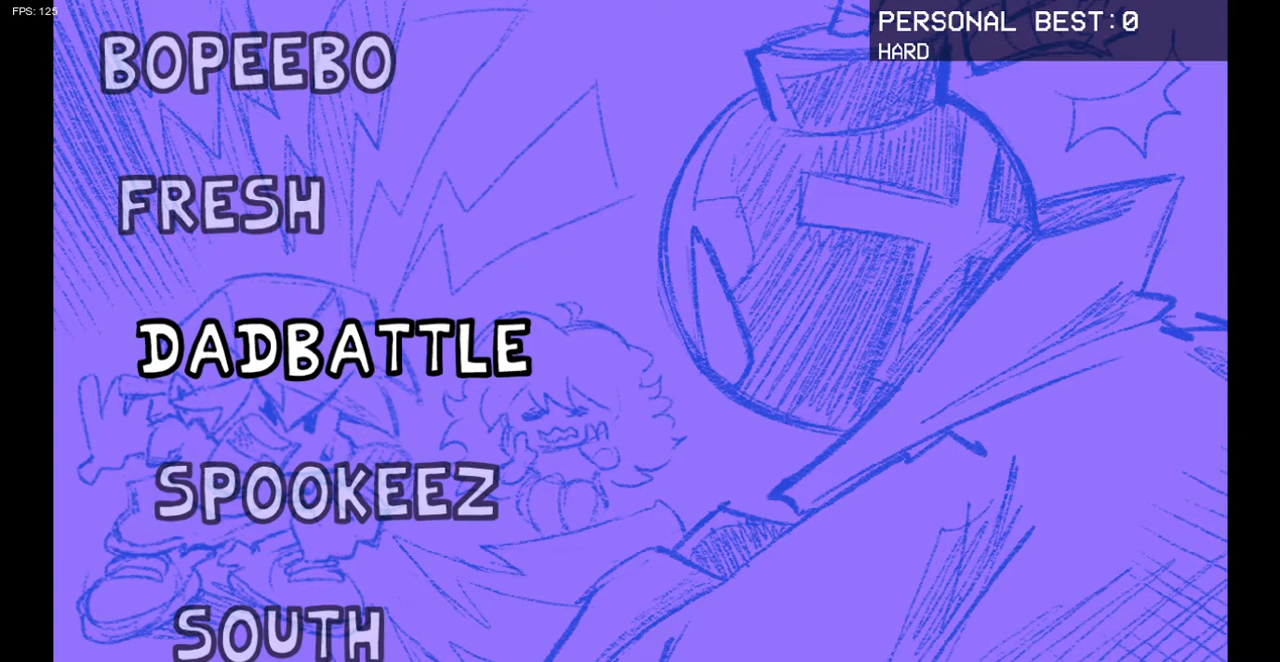 FPS: 125
PERSONAL BEST:0
HARD
BOPEEBO
FRESH
DADBATTLE
SPOOKEEZ
SOUTH